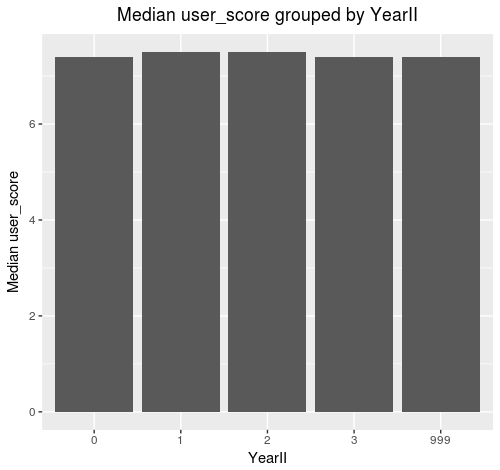 Median user_score grouped by YearII
Median user_score
6
4
2
0
0 1 2 3 999
YearII